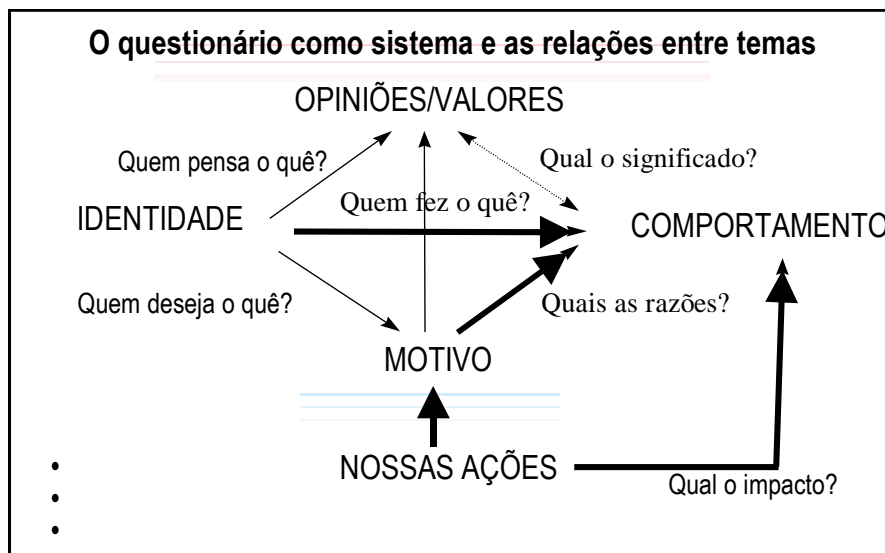 O questionário como sistema e as relações entre temas
OPINIÕES/VALORES
Quem pensa o quê?
Qual o significado?
Quem fez o quê?
IDENTIDADE
COMPORTAMENTO
Quem deseja o quê?
Quais as razões?
MOTIVO
NOSSAS AÇÕES
Qual o impacto?